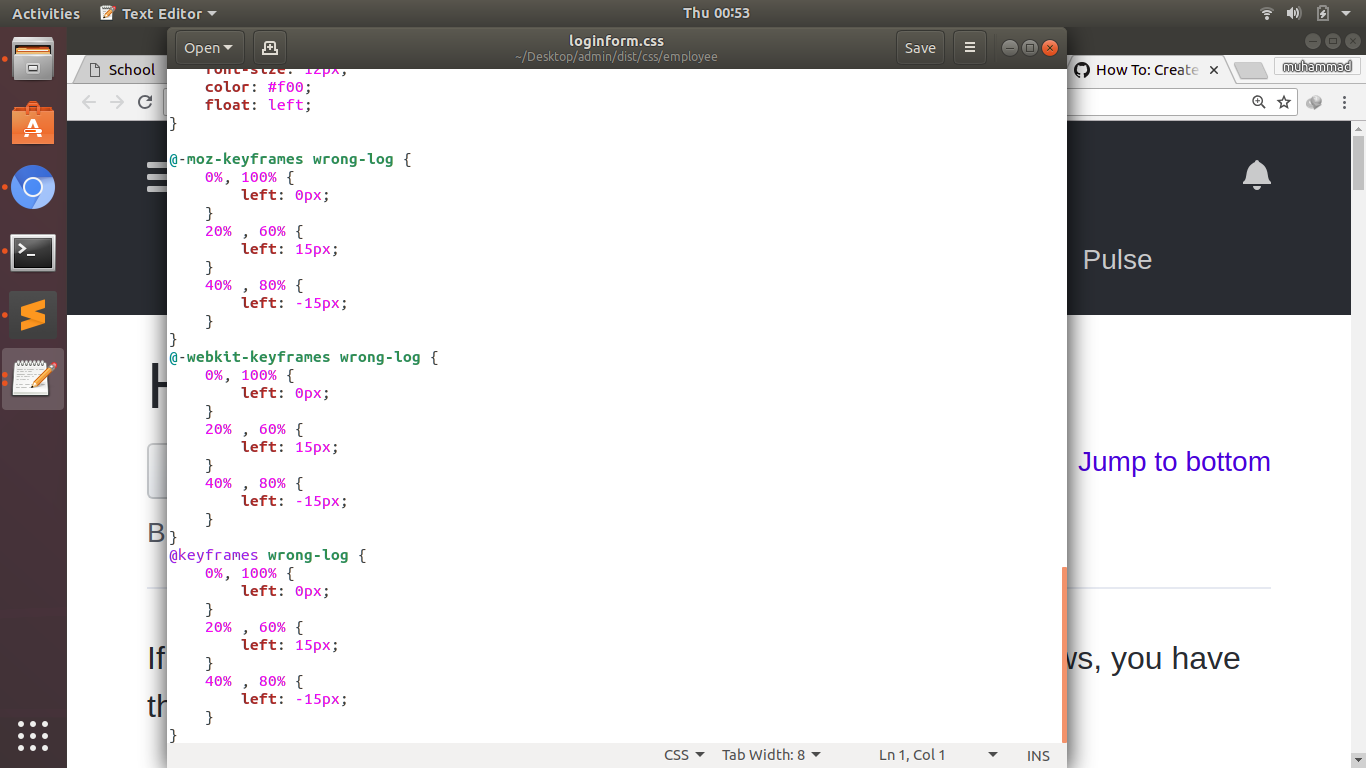 Activities Text Editor Thu 00:53
Open loginform.css Save
~/Desktop/admin/dist/css/employee
School How To: Create muhammad
font-size: 12px;
    color: #f00;
    float: left;
}
@-moz-keyframes wrong-log {
    0%, 100% {
        left: 0px;
    }
    20% , 60% {
        left: 15px;
    }
    40% , 80% {
        left: -15px;
    }
}
@-webkit-keyframes wrong-log {
    0%, 100% {
        left: 0px;
    }
    20% , 60% {
        left: 15px;
    }
    40% , 80% {
        left: -15px;
    }
}
@keyframes wrong-log {
    0%, 100% {
        left: 0px;
    }
    20% , 60% {
        left: 15px;
    }
    40% , 80% {
        left: -15px;
    }
}
CSS Tab Width: 8 Ln 1, Col 1 INS
Pulse
Jump to bottom
If
, you have